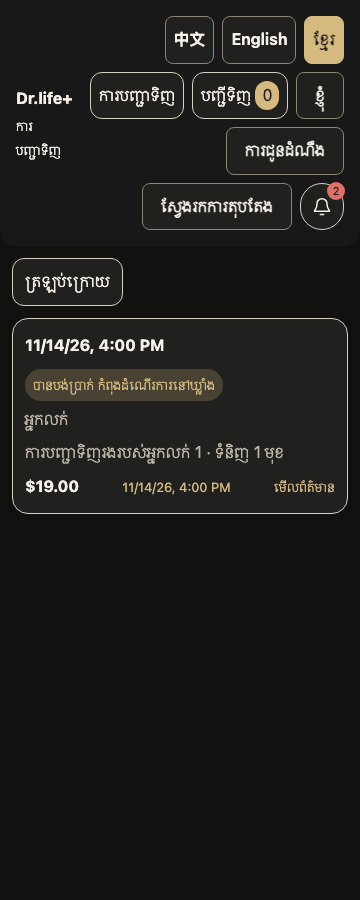 中文
English
ខ្មែរ
Dr.life+
ការ
បញ្ជាទិញ
ការបញ្ជាទិញ
បញ្ជីទិញ 0
ខ្ញុំ
ការជូនដំណឹង
ស្វែងរកការតុបតែង
2
ត្រឡប់ក្រោយ
11/14/26, 4:00 PM
បានបង់ប្រាក់ កំពុងដំណើរការនៅឃ្លាំង
អ្នកលក់
ការបញ្ជាទិញរងរបស់អ្នកលក់ 1 · ទំនិញ 1 មុខ
$19.00 11/14/26, 4:00 PM មើលព័ត៌មាន